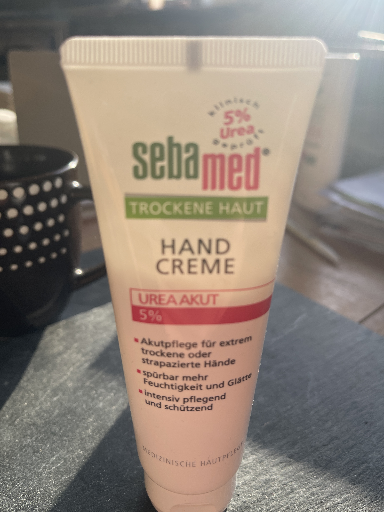 klinisch
5%
Urea
geprüft
sebamed®
TROCKENE HAUT
HAND
CREME
UREA AKUT
5%
• Akutpflege für extrem
trockene oder
strapazierte Hände
• spürbar mehr
Feuchtigkeit und Glätte
• intensiv pflegend
und schützend
MEDIZINISCHE HAUTPFLEGE